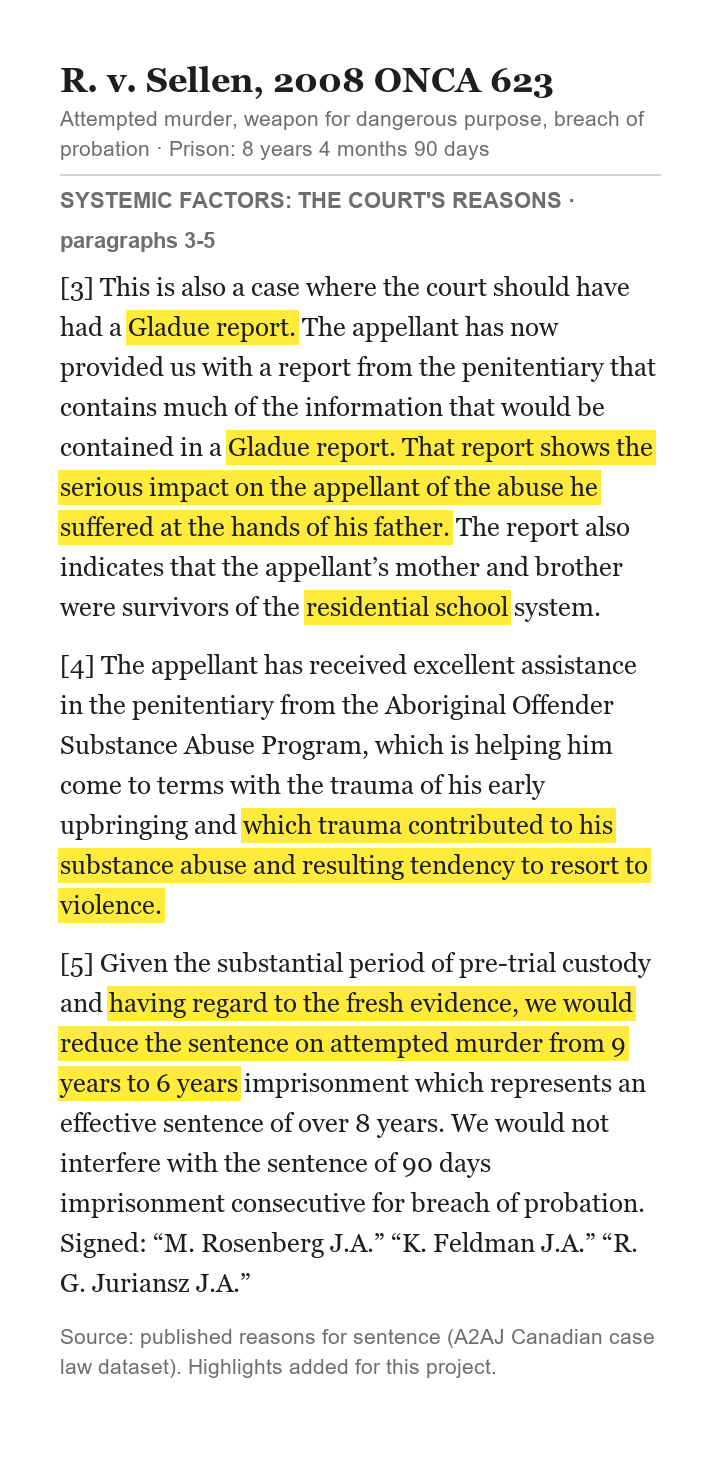 R. v. Sellen, 2008 ONCA 623
Attempted murder, weapon for dangerous purpose, breach of
probation · Prison: 8 years 4 months 90 days
SYSTEMIC FACTORS: THE COURT'S REASONS ·
paragraphs 3-5
[3] This is also a case where the court should have
had a Gladue report. The appellant has now
provided us with a report from the penitentiary that
contains much of the information that would be
contained in a Gladue report. That report shows the
serious impact on the appellant of the abuse he
suffered at the hands of his father. The report also
indicates that the appellant’s mother and brother
were survivors of the residential school system.
[4] The appellant has received excellent assistance
in the penitentiary from the Aboriginal Offender
Substance Abuse Program, which is helping him
come to terms with the trauma of his early
upbringing and which trauma contributed to his
substance abuse and resulting tendency to resort to
violence.
[5] Given the substantial period of pre-trial custody
and having regard to the fresh evidence, we would
reduce the sentence on attempted murder from 9
years to 6 years imprisonment which represents an
effective sentence of over 8 years. We would not
interfere with the sentence of 90 days
imprisonment consecutive for breach of probation.
Signed: “M. Rosenberg J.A.” “K. Feldman J.A.” “R.
G. Juriansz J.A.”
Source: published reasons for sentence (A2AJ Canadian case
law dataset). Highlights added for this project.